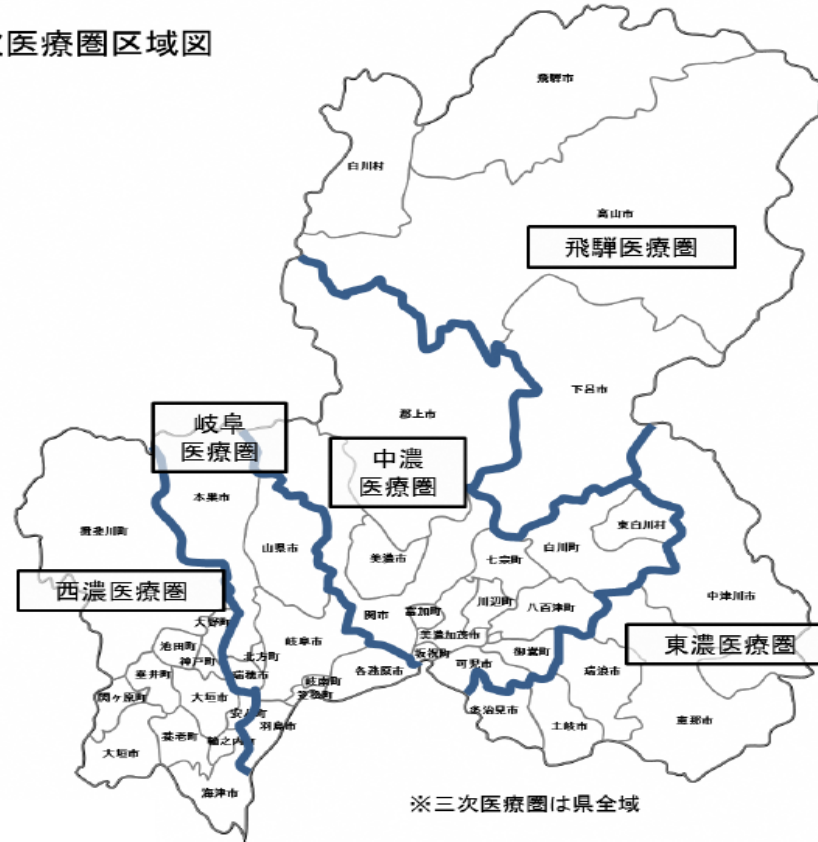 医療圏区域図
飛騨市
白川村
高山市
飛騨医療圏
下呂市
郡上市
岐阜
医療圏
中濃
医療圏
本巣市
揖斐川町
山県市
美濃市
七宗町
白川町
東白川村
西濃医療圏
大野町
関市
富加町
川辺町
八百津町
中津川市
池田町
神戸町
北方町
岐阜市
美濃加茂市
坂祝町
御嵩町
東濃医療圏
垂井町
瑞穂市
各務原市
可児市
瑞浪市
関ヶ原町
大垣市
岐南町
笠松町
安八町
羽島市
多治見市
土岐市
恵那市
養老町
輪之内町
大垣市
海津市
※三次医療圏は県全域